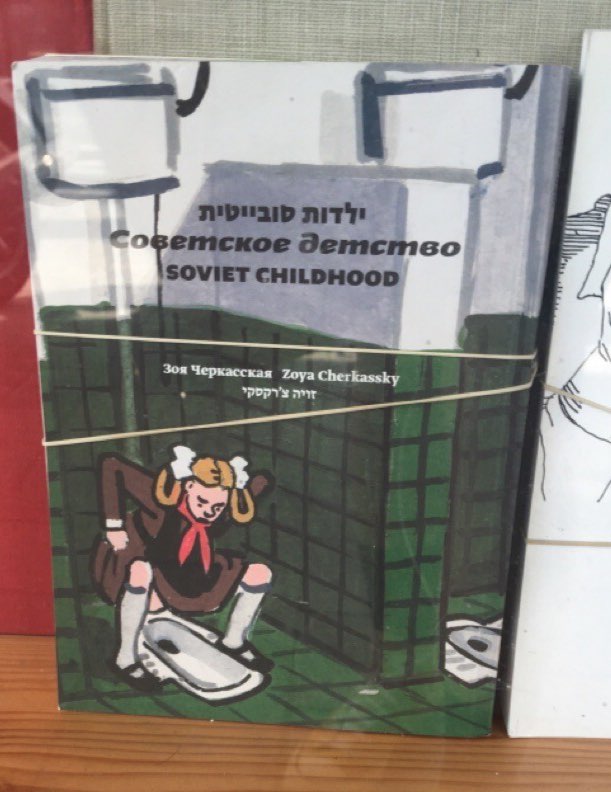 ילדות סובייטית
Советское детство
SOVIET CHILDHOOD
Зоя Черкасская Zoya Cherkassky
זויה צ'רקסקי